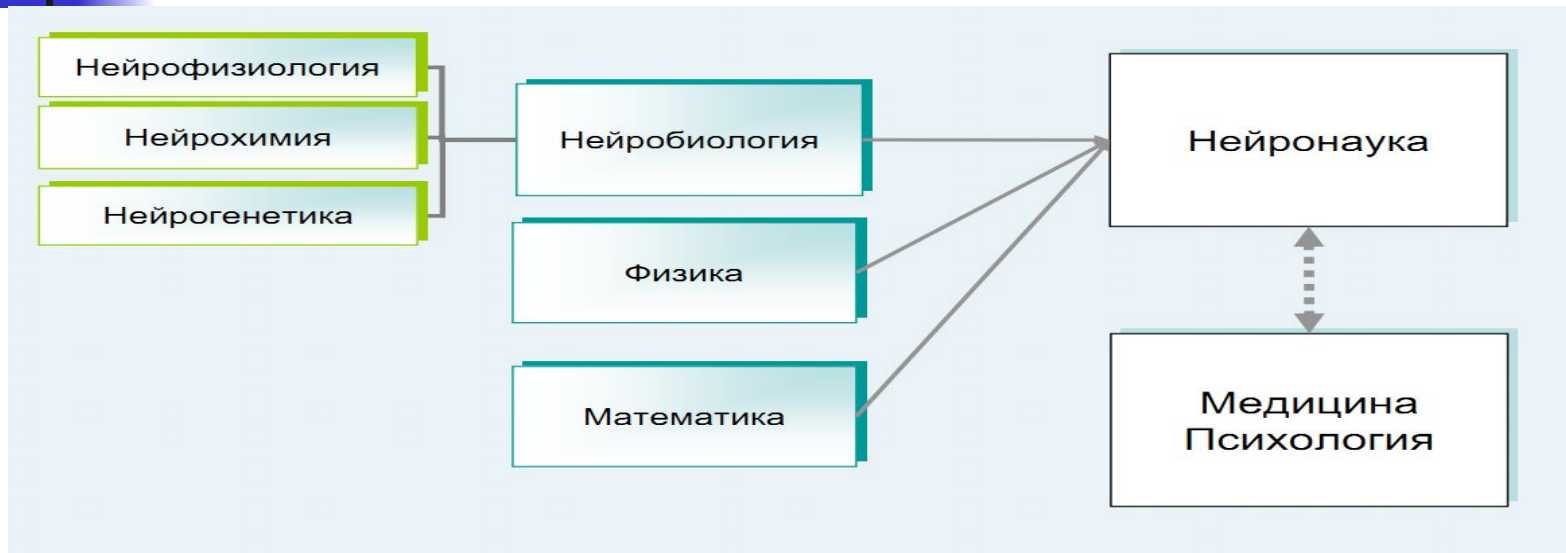 Нейрофизиология
Нейрохимия
Нейрогенетика
Нейробиология
Физика
Математика
Нейронаука
Медицина
Психология